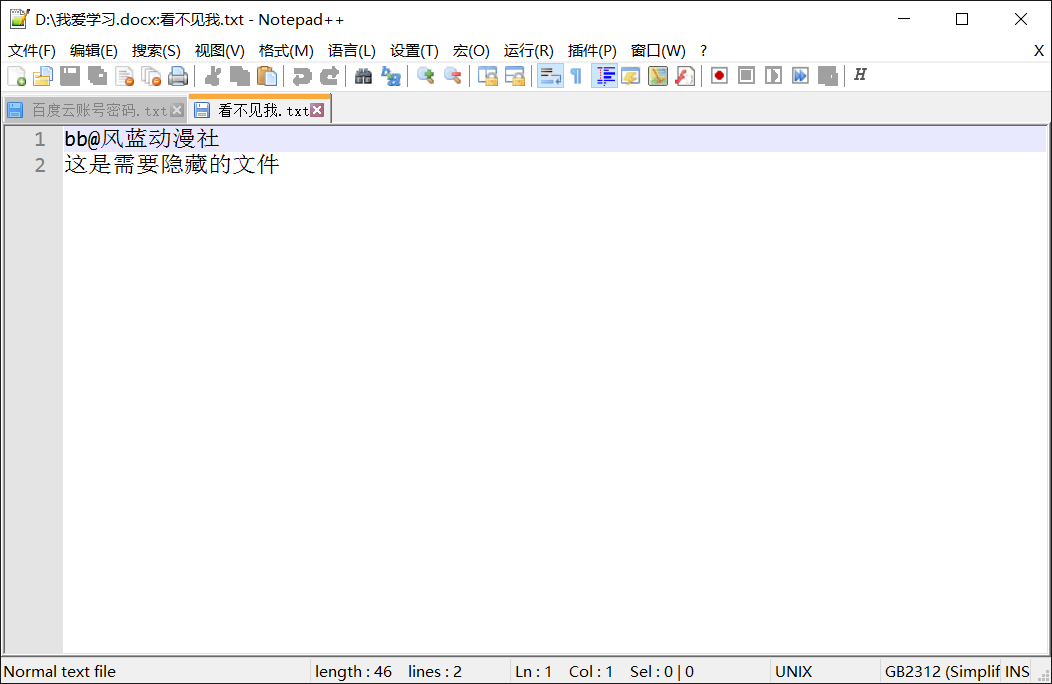 D:\我爱学习.docx:看不见我.txt - Notepad++
文件(F) 编辑(E) 搜索(S) 视图(V) 格式(M) 语言(L) 设置(T) 宏(O) 运行(R) 插件(P) 窗口(W) ? X
百度云账号密码.txt 看不见我.txt
1 bb@风蓝动漫社
2 这是需要隐藏的文件
Normal text file length : 46 lines : 2 Ln : 1 Col : 1 Sel : 0 | 0 UNIX GB2312 (Simplif INS